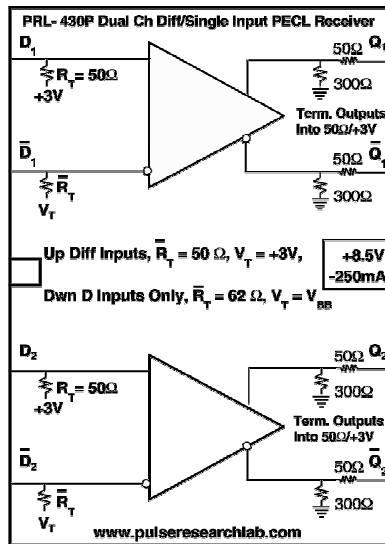 PRL- 430P Dual Ch Diff/Single Input PECL Receiver
D1 50Ω Q1
RT = 50Ω 300Ω
+3V
Term. Outputs
Into 50Ω/+3V
D̅1 50Ω Q̅1
R̅T 300Ω
VT
Up Diff Inputs, R̅T = 50 Ω, VT = +3V,
+8.5V
-250mA
Dwn D Inputs Only, R̅T = 62 Ω, VT = VBB
D2 50Ω Q2
RT = 50Ω 300Ω
+3V
Term. Outputs
Into 50Ω/+3V
D̅2 50Ω Q̅2
R̅T 300Ω
VT
www.pulseresearchlab.com